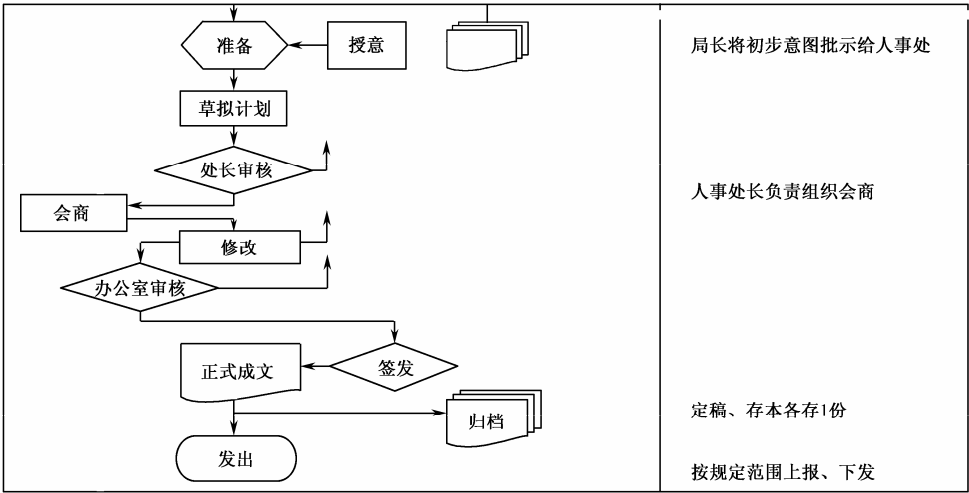 准备
授意
局长将初步意图批示给人事处
草拟计划
处长审核
人事处长负责组织会商
会商
修改
办公室审核
正式成文
签发
归档
定稿、存本各存1份
发出
按规定范围上报、下发